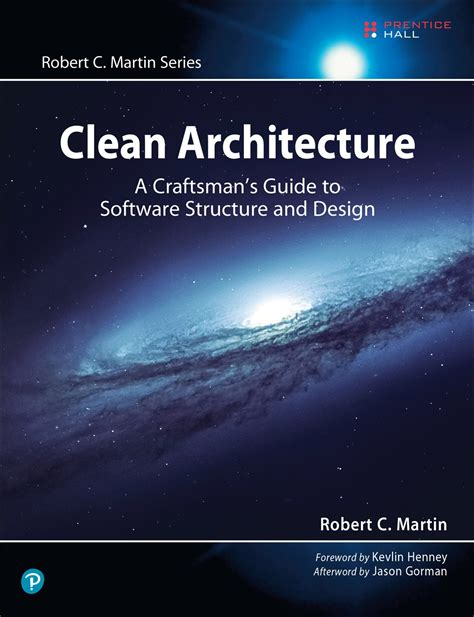 PRENTICE
HALL
Robert C. Martin Series
Clean Architecture
A Craftsman's Guide to
Software Structure and Design
Robert C. Martin
Foreword by Kevlin Henney
Afterword by Jason Gorman
P